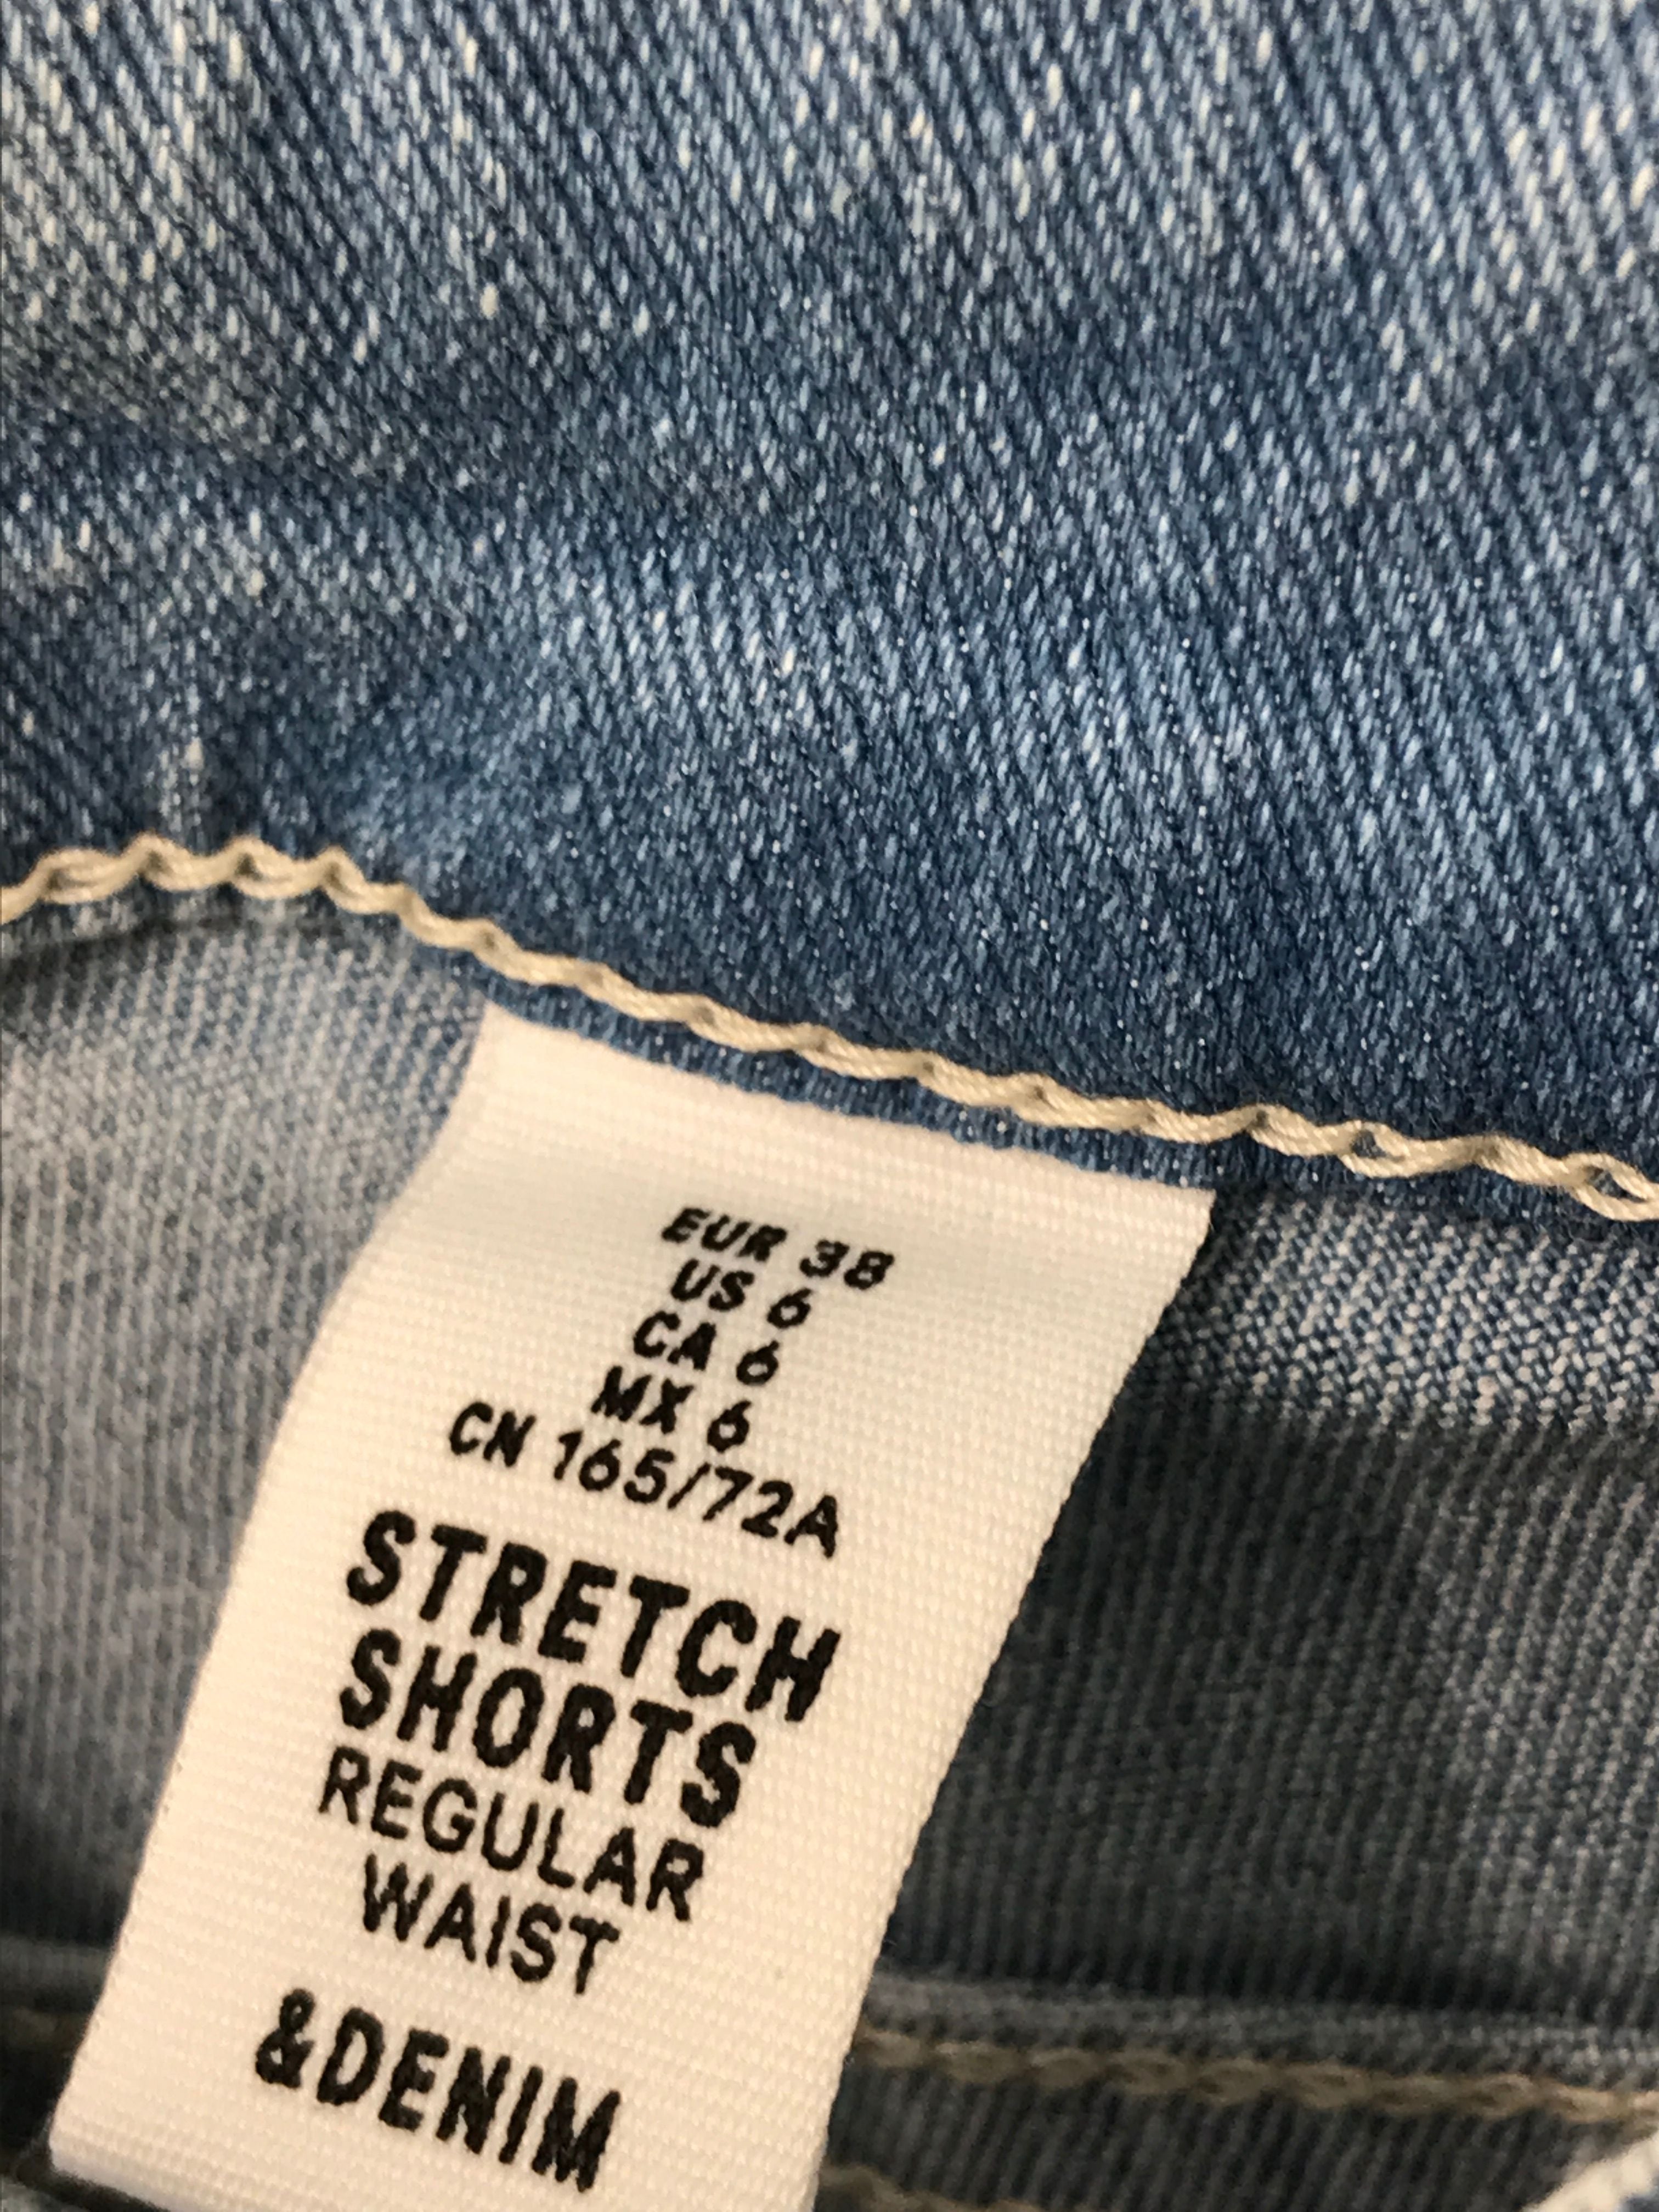 EUR 38
US 6
CA 6
MX 6
CN 165/72A
STRETCH
SHORTS
REGULAR
WAIST
&DENIM